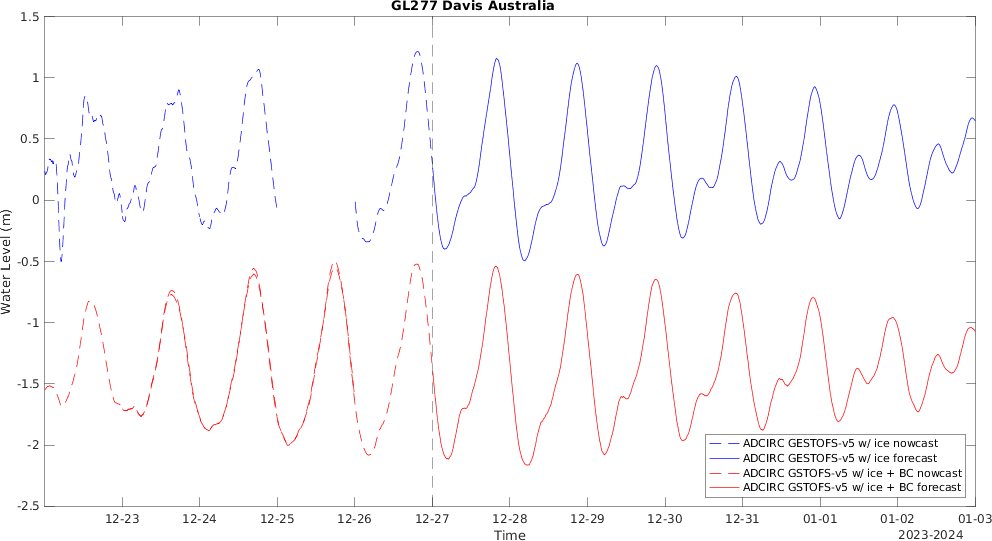 GL277 Davis Australia
1.5
1
0.5
0
-0.5
-1
-1.5
-2
-2.5
Water Level (m)
12-23 12-24 12-25 12-26 12-27 12-28 12-29 12-30 12-31 01-01 01-02 01-03
Time
2023-2024
ADCIRC GESTOFS-v5 w/ ice nowcast
ADCIRC GESTOFS-v5 w/ ice forecast
ADCIRC GSTOFS-v5 w/ ice + BC nowcast
ADCIRC GSTOFS-v5 w/ ice + BC forecast